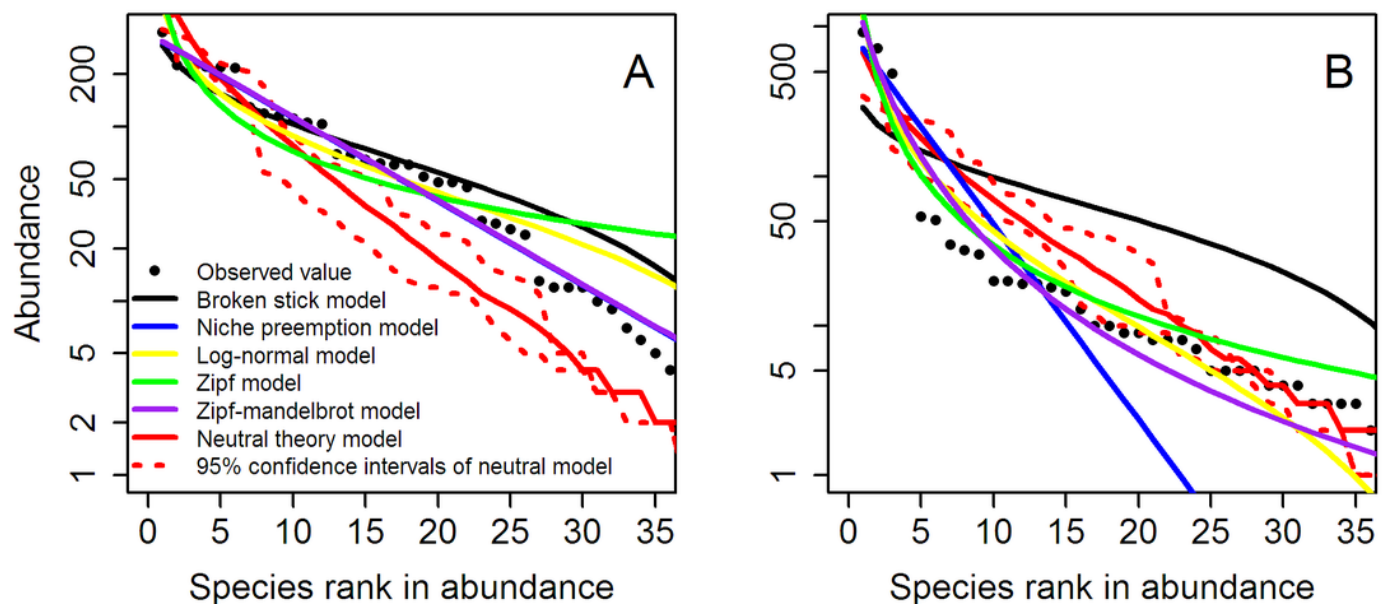 A
Abundance
200
50
20
5
2
1
Observed value
Broken stick model
Niche preemption model
Log-normal model
Zipf model
Zipf-mandelbrot model
Neutral theory model
95% confidence intervals of neutral model
0 5 10 15 20 25 30 35
Species rank in abundance
B
500
50
5
1
0 5 10 15 20 25 30 35
Species rank in abundance